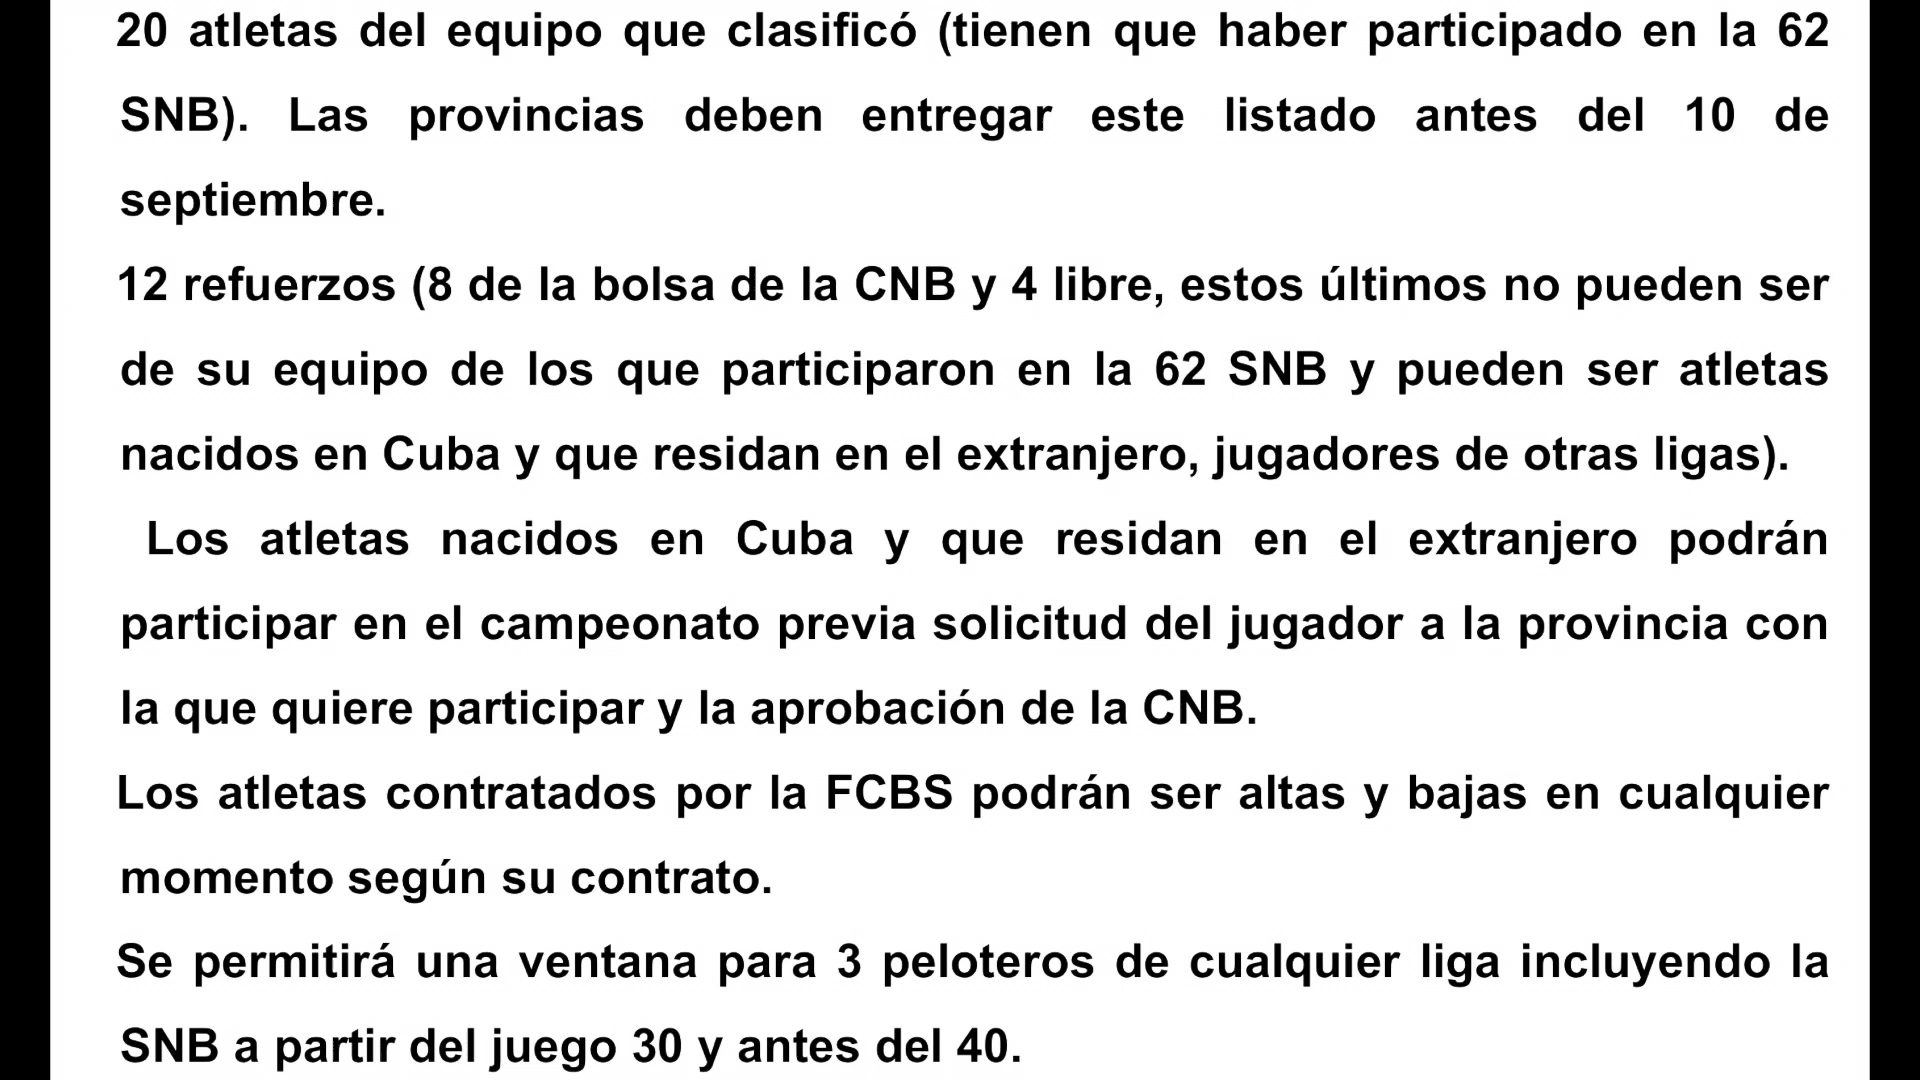 20 atletas del equipo que clasificó (tienen que haber participado en la 62
SNB). Las provincias deben entregar este listado antes del 10 de
septiembre.
12 refuerzos (8 de la bolsa de la CNB y 4 libre, estos últimos no pueden ser
de su equipo de los que participaron en la 62 SNB y pueden ser atletas
nacidos en Cuba y que residan en el extranjero, jugadores de otras ligas).
Los atletas nacidos en Cuba y que residan en el extranjero podrán
participar en el campeonato previa solicitud del jugador a la provincia con
la que quiere participar y la aprobación de la CNB.
Los atletas contratados por la FCBS podrán ser altas y bajas en cualquier
momento según su contrato.
Se permitirá una ventana para 3 peloteros de cualquier liga incluyendo la
SNB a partir del juego 30 y antes del 40.